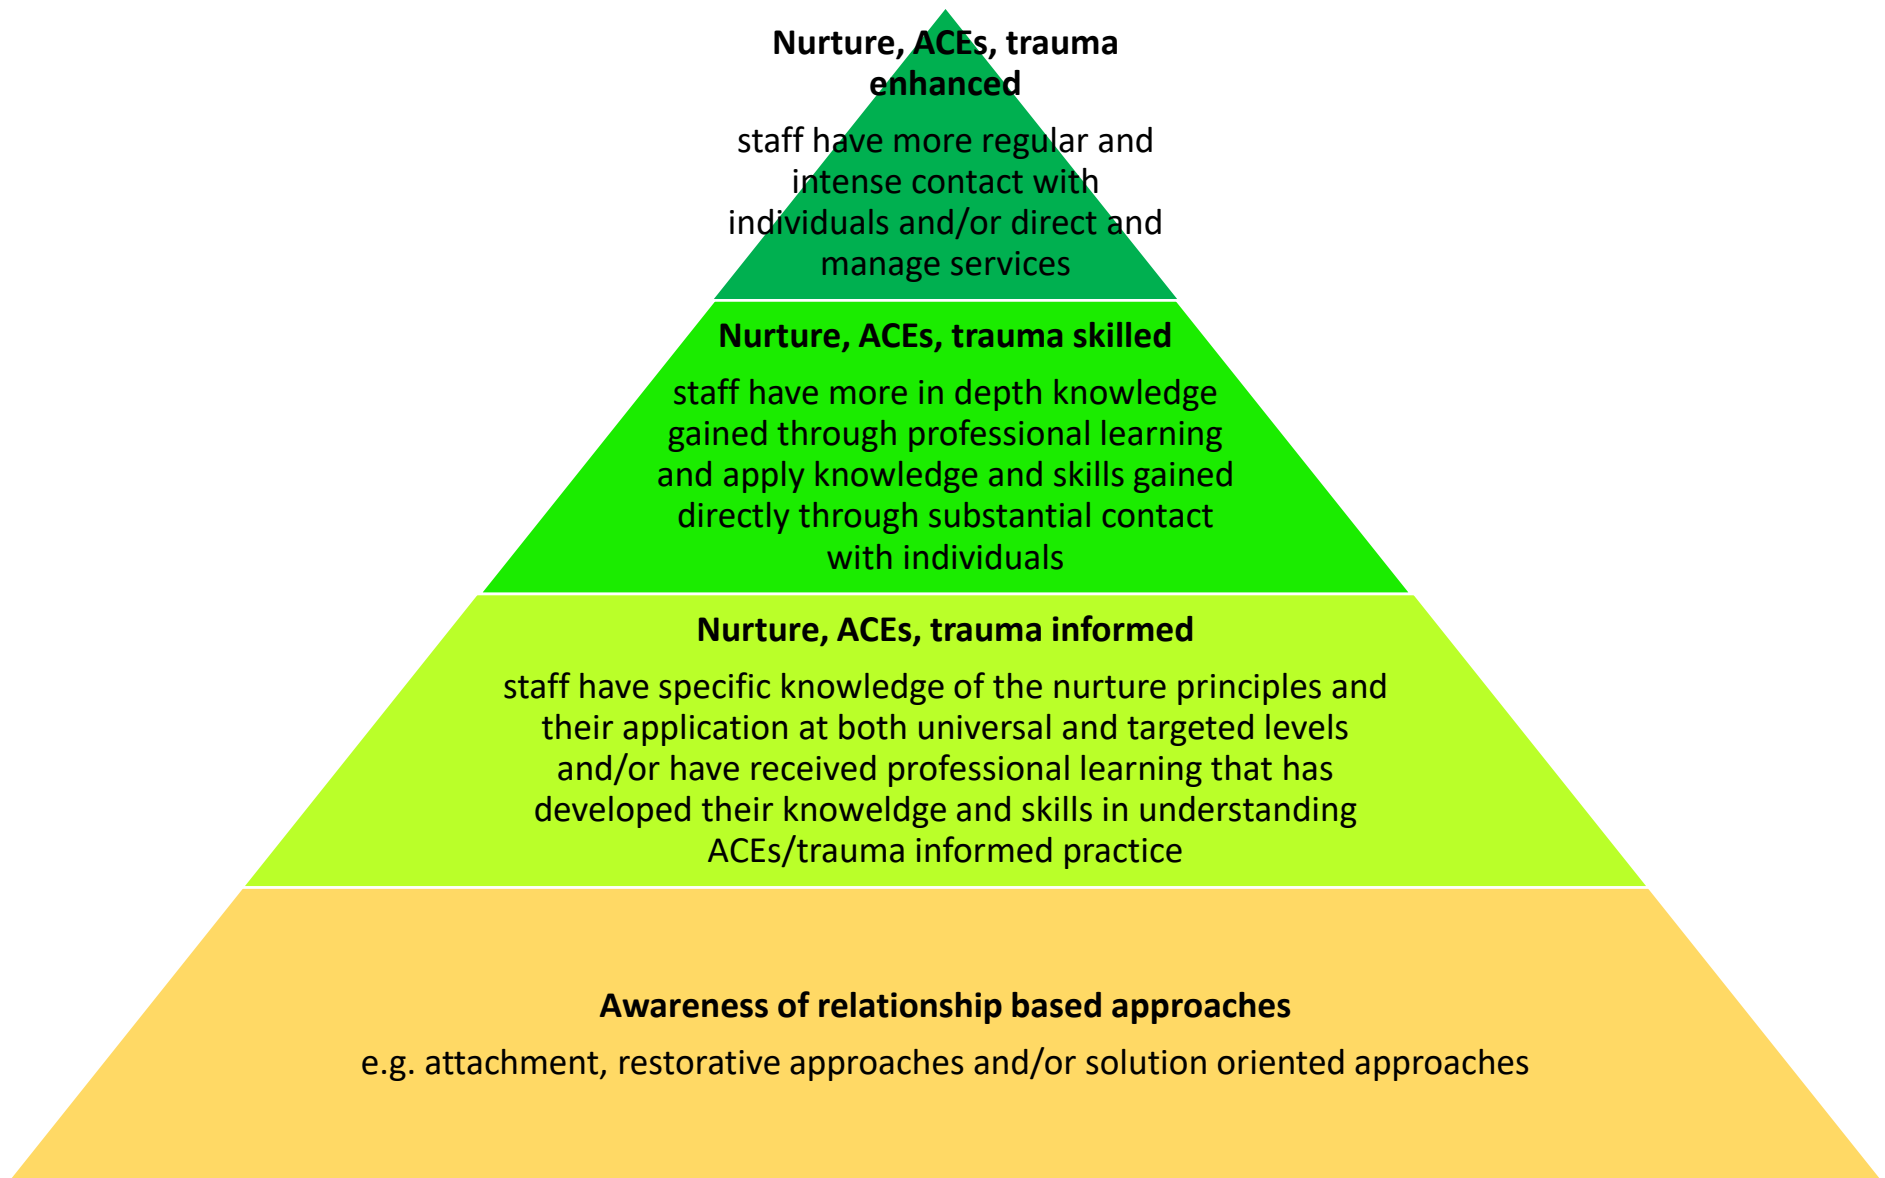 Nurture, ACEs, trauma
enhanced
staff have more regular and
intense contact with
individuals and/or direct and
manage services
Nurture, ACEs, trauma skilled
staff have more in depth knowledge
gained through professional learning
and apply knowledge and skills gained
directly through substantial contact
with individuals
Nurture, ACEs, trauma informed
staff have specific knowledge of the nurture principles and
their application at both universal and targeted levels
and/or have received professional learning that has
developed their knoweldge and skills in understanding
ACEs/trauma informed practice
Awareness of relationship based approaches
e.g. attachment, restorative approaches and/or solution oriented approaches